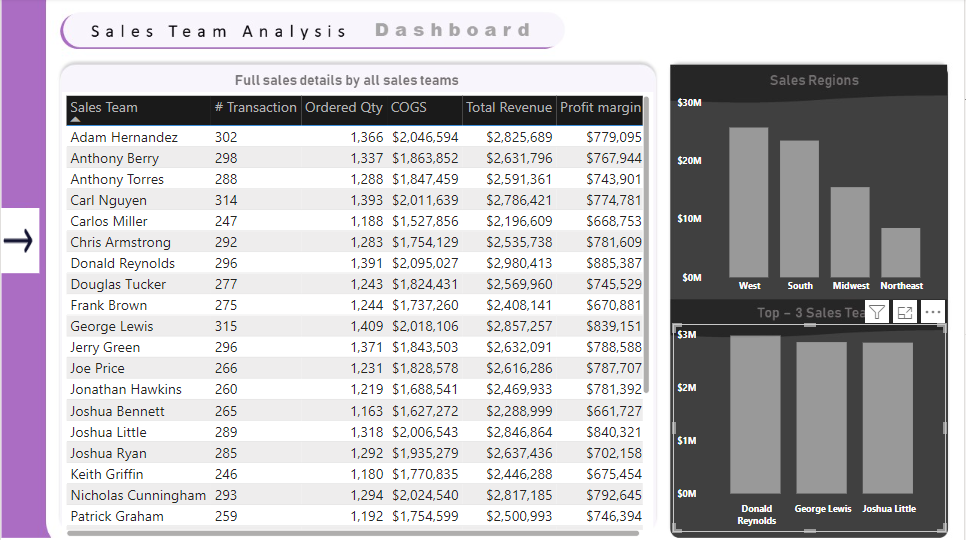 Sales Team Analysis Dashboard
Full sales details by all sales teams
Sales Team # Transaction Ordered Qty COGS Total Revenue Profit margin
Adam Hernandez 302 1,366 $2,046,594 $2,825,689 $779,095
Anthony Berry 298 1,337 $1,863,852 $2,631,796 $767,944
Anthony Torres 288 1,288 $1,847,459 $2,591,361 $743,901
Carl Nguyen 314 1,393 $2,011,639 $2,786,421 $774,781
Carlos Miller 247 1,188 $1,527,856 $2,196,609 $668,753
Chris Armstrong 292 1,283 $1,754,129 $2,535,738 $781,609
Donald Reynolds 296 1,391 $2,095,027 $2,980,413 $885,387
Douglas Tucker 277 1,243 $1,824,431 $2,569,960 $745,529
Frank Brown 275 1,244 $1,737,260 $2,408,141 $670,881
George Lewis 315 1,409 $2,018,106 $2,857,257 $839,151
Jerry Green 296 1,371 $1,843,503 $2,632,091 $788,588
Joe Price 266 1,231 $1,828,578 $2,616,286 $787,707
Jonathan Hawkins 260 1,219 $1,688,541 $2,469,933 $781,392
Joshua Bennett 265 1,163 $1,627,272 $2,288,999 $661,727
Joshua Little 289 1,318 $2,006,543 $2,846,864 $840,321
Joshua Ryan 285 1,292 $1,935,279 $2,637,436 $702,158
Keith Griffin 246 1,180 $1,770,835 $2,446,288 $675,454
Nicholas Cunningham 293 1,294 $2,024,540 $2,817,185 $792,645
Patrick Graham 259 1,192 $1,754,599 $2,500,993 $746,394
Sales Regions
$30M
$20M
$10M
$0M
West South Midwest Northeast
Top – 3 Sales Tea
$3M
$2M
$1M
$0M
Donald Reynolds George Lewis Joshua Little